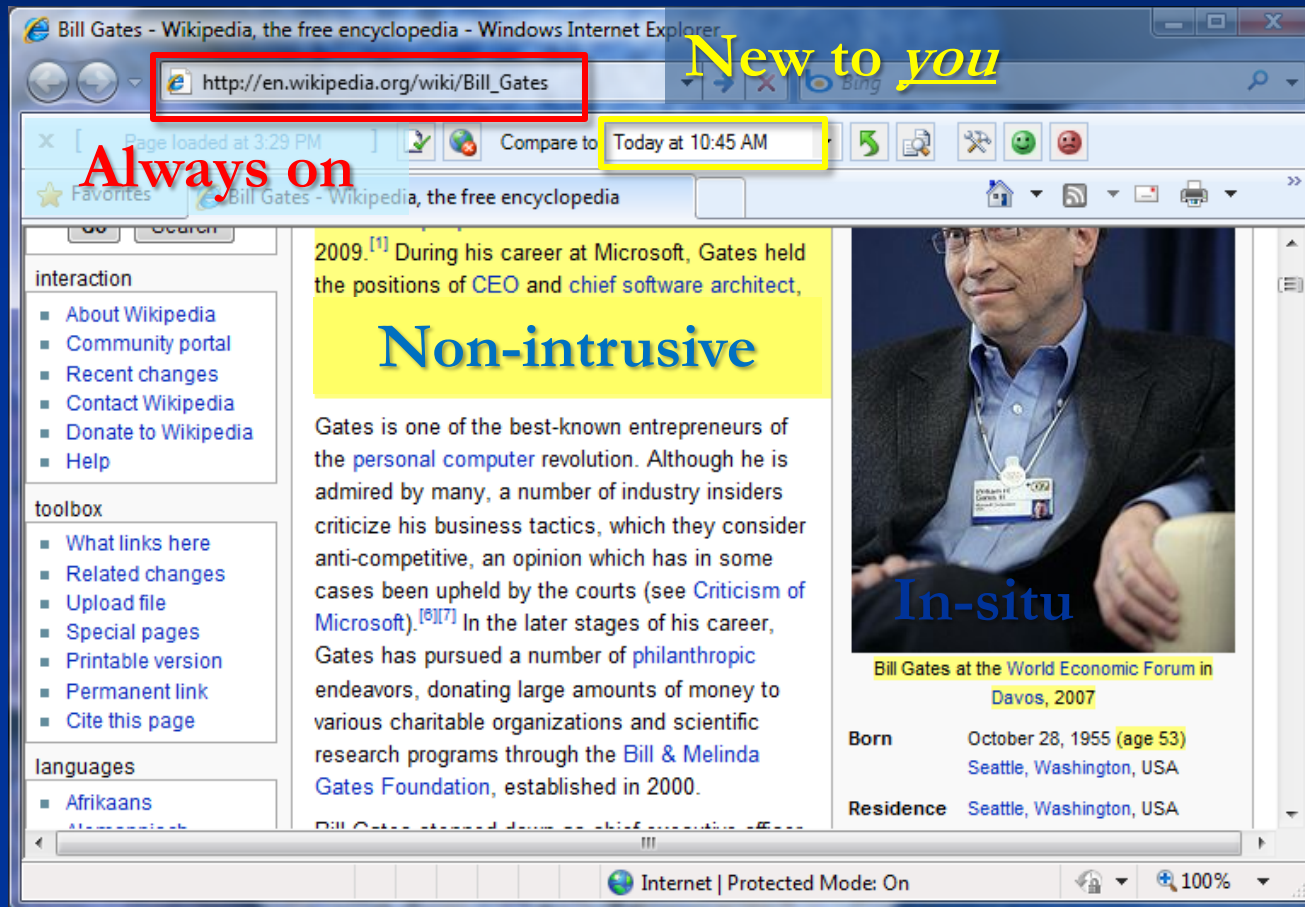 Bill Gates - Wikipedia, the free encyclopedia - Windows Internet Explorer
New to you
http://en.wikipedia.org/wiki/Bill_Gates
Bing
Page loaded at 3:29 PM
Compare to
Today at 10:45 AM
Always on
Favorites
Bill Gates - Wikipedia, the free encyclopedia
Go
Search
interaction
About Wikipedia
Community portal
Recent changes
Contact Wikipedia
Donate to Wikipedia
Help
toolbox
What links here
Related changes
Upload file
Special pages
Printable version
Permanent link
Cite this page
languages
Afrikaans
2009.[1] During his career at Microsoft, Gates held
the positions of CEO and chief software architect,
Non-intrusive
Gates is one of the best-known entrepreneurs of
the personal computer revolution. Although he is
admired by many, a number of industry insiders
criticize his business tactics, which they consider
anti-competitive, an opinion which has in some
cases been upheld by the courts (see Criticism of
Microsoft).[6][7] In the later stages of his career,
Gates has pursued a number of philanthropic
endeavors, donating large amounts of money to
various charitable organizations and scientific
research programs through the Bill & Melinda
Gates Foundation, established in 2000.
Bill Gates stepped down as chief executive officer
In-situ
Bill Gates at the World Economic Forum in
Davos, 2007
Born October 28, 1955 (age 53)
Seattle, Washington, USA
Residence Seattle, Washington, USA
Internet | Protected Mode: On
100%